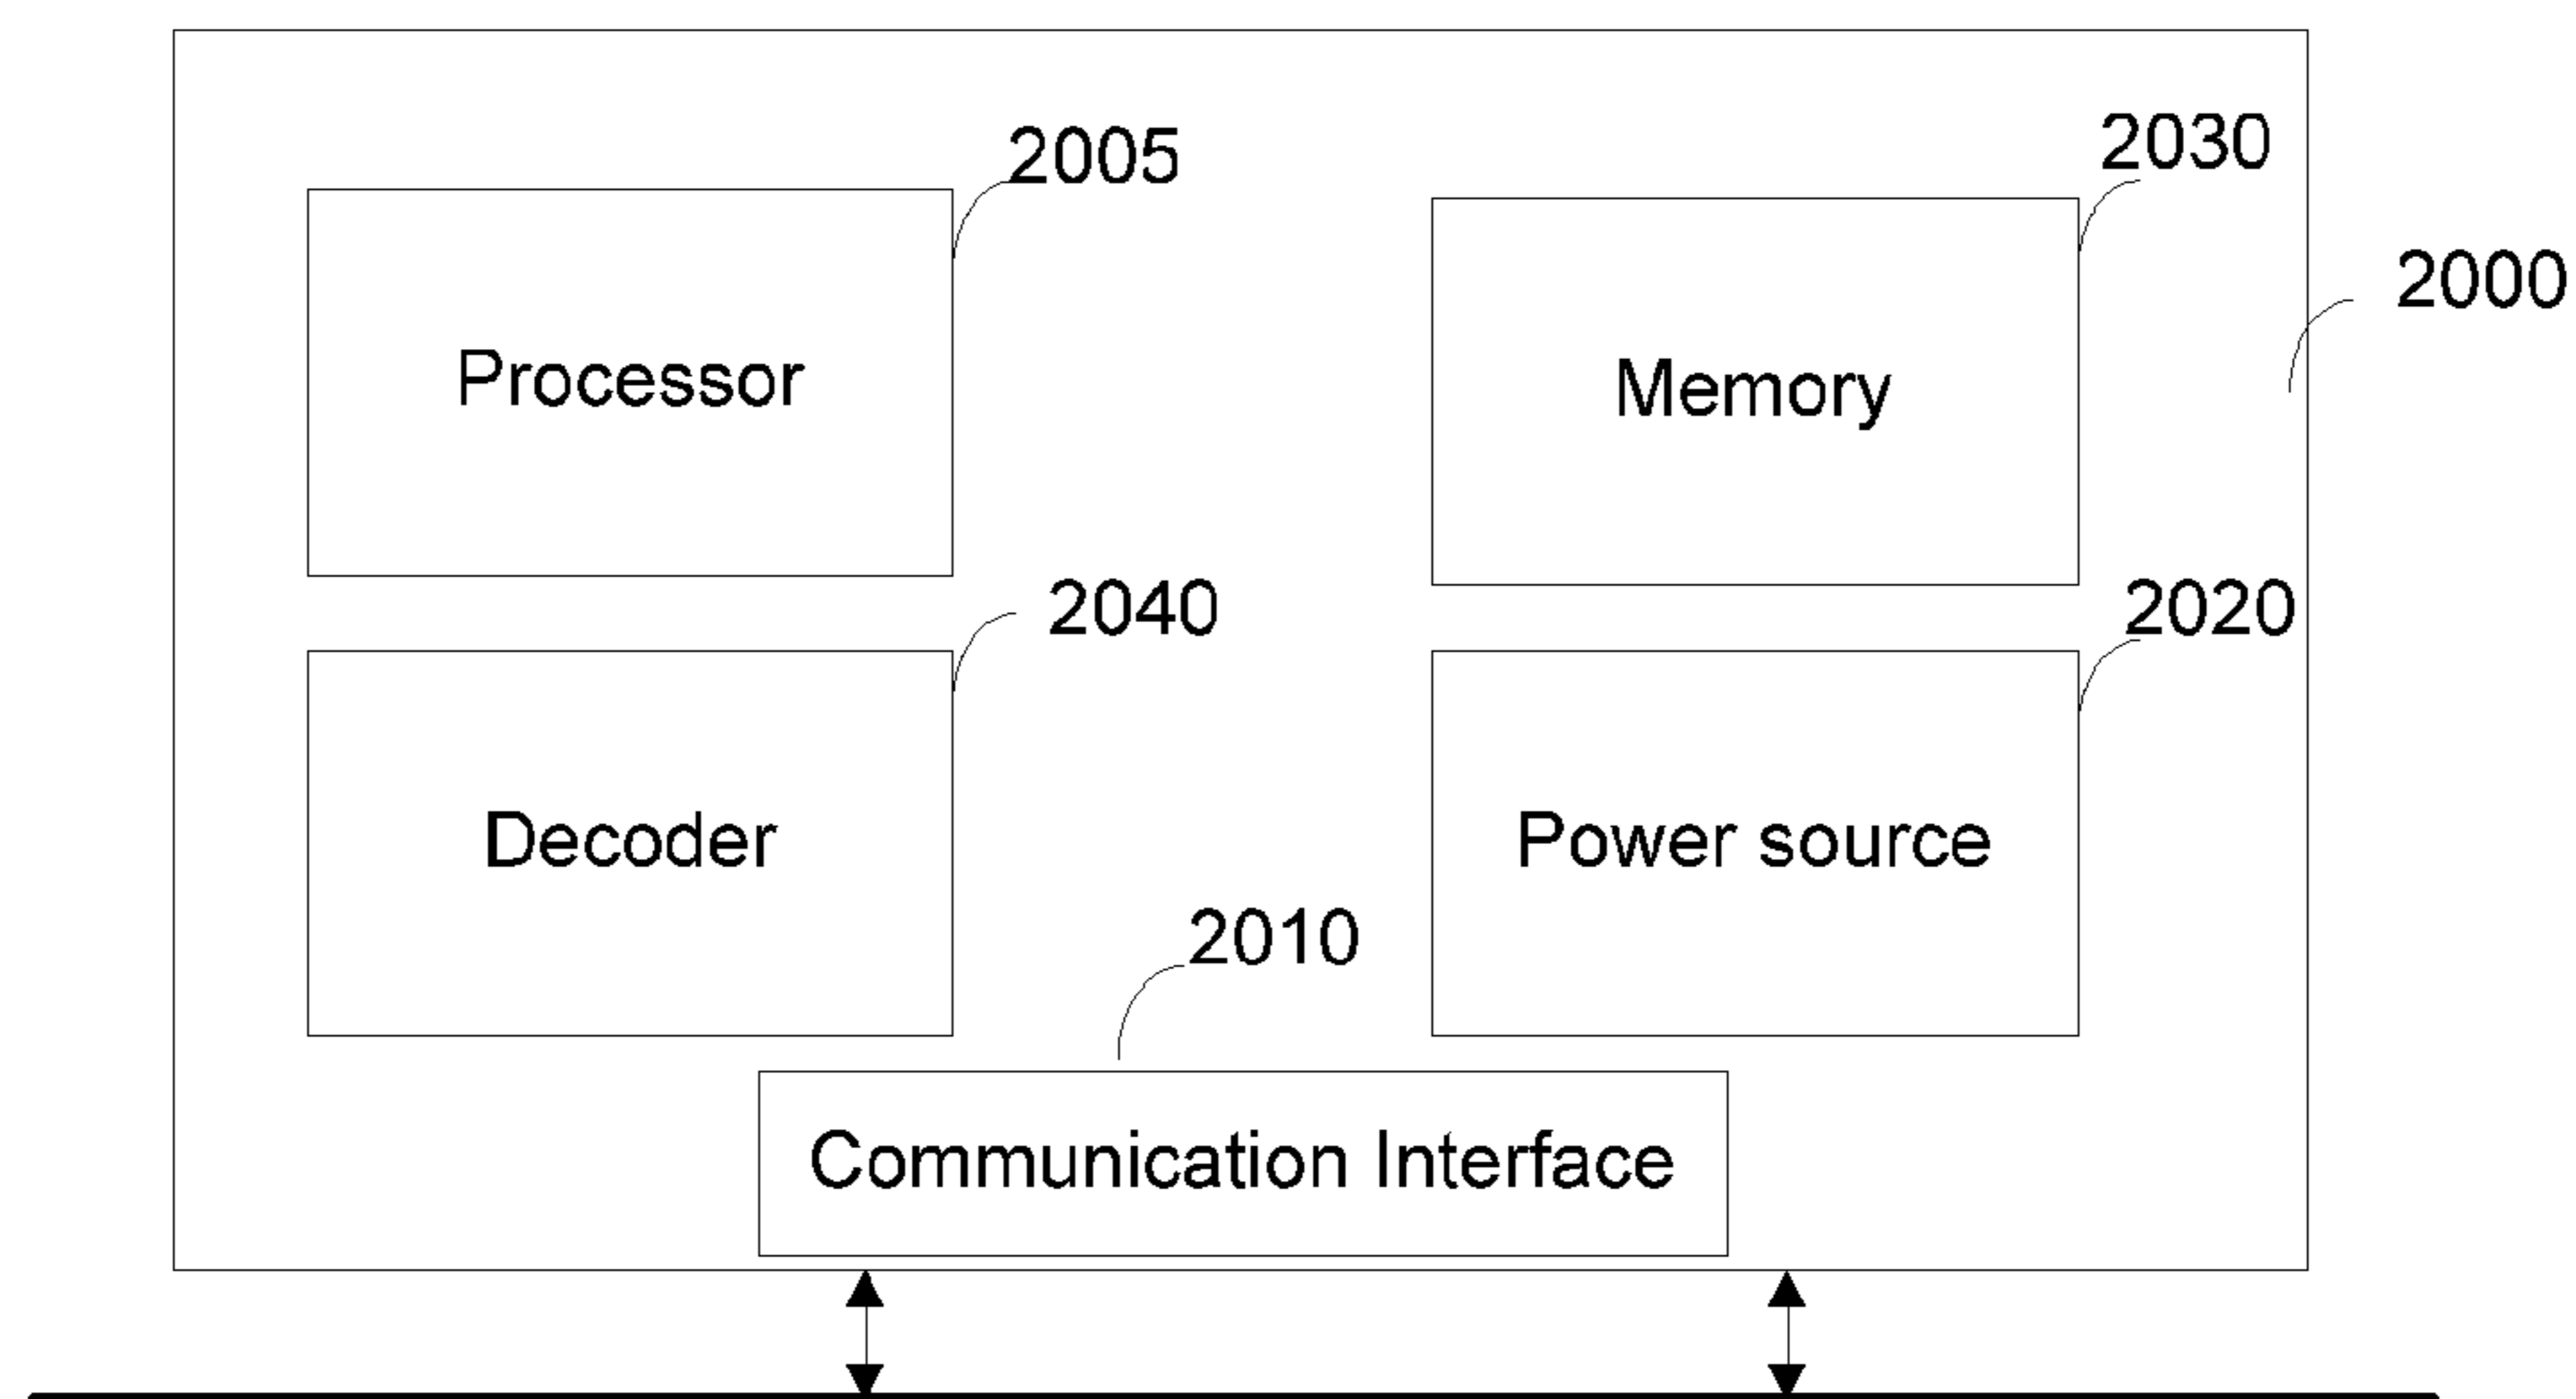 2005
2030
2000
Processor
Memory
2040
2020
Decoder
Power source
2010
Communication Interface